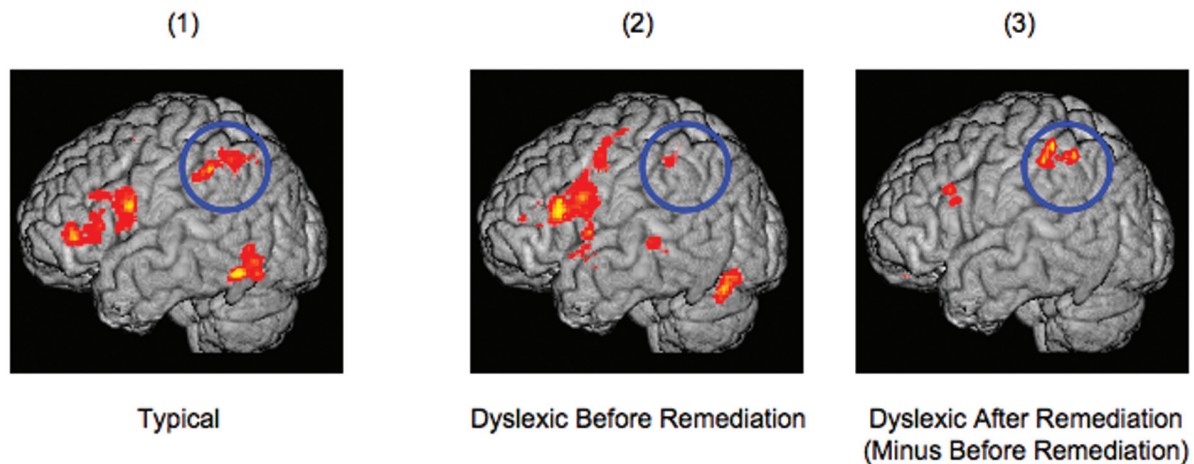 (1)
(2)
(3)
Typical
Dyslexic Before Remediation
Dyslexic After Remediation
(Minus Before Remediation)